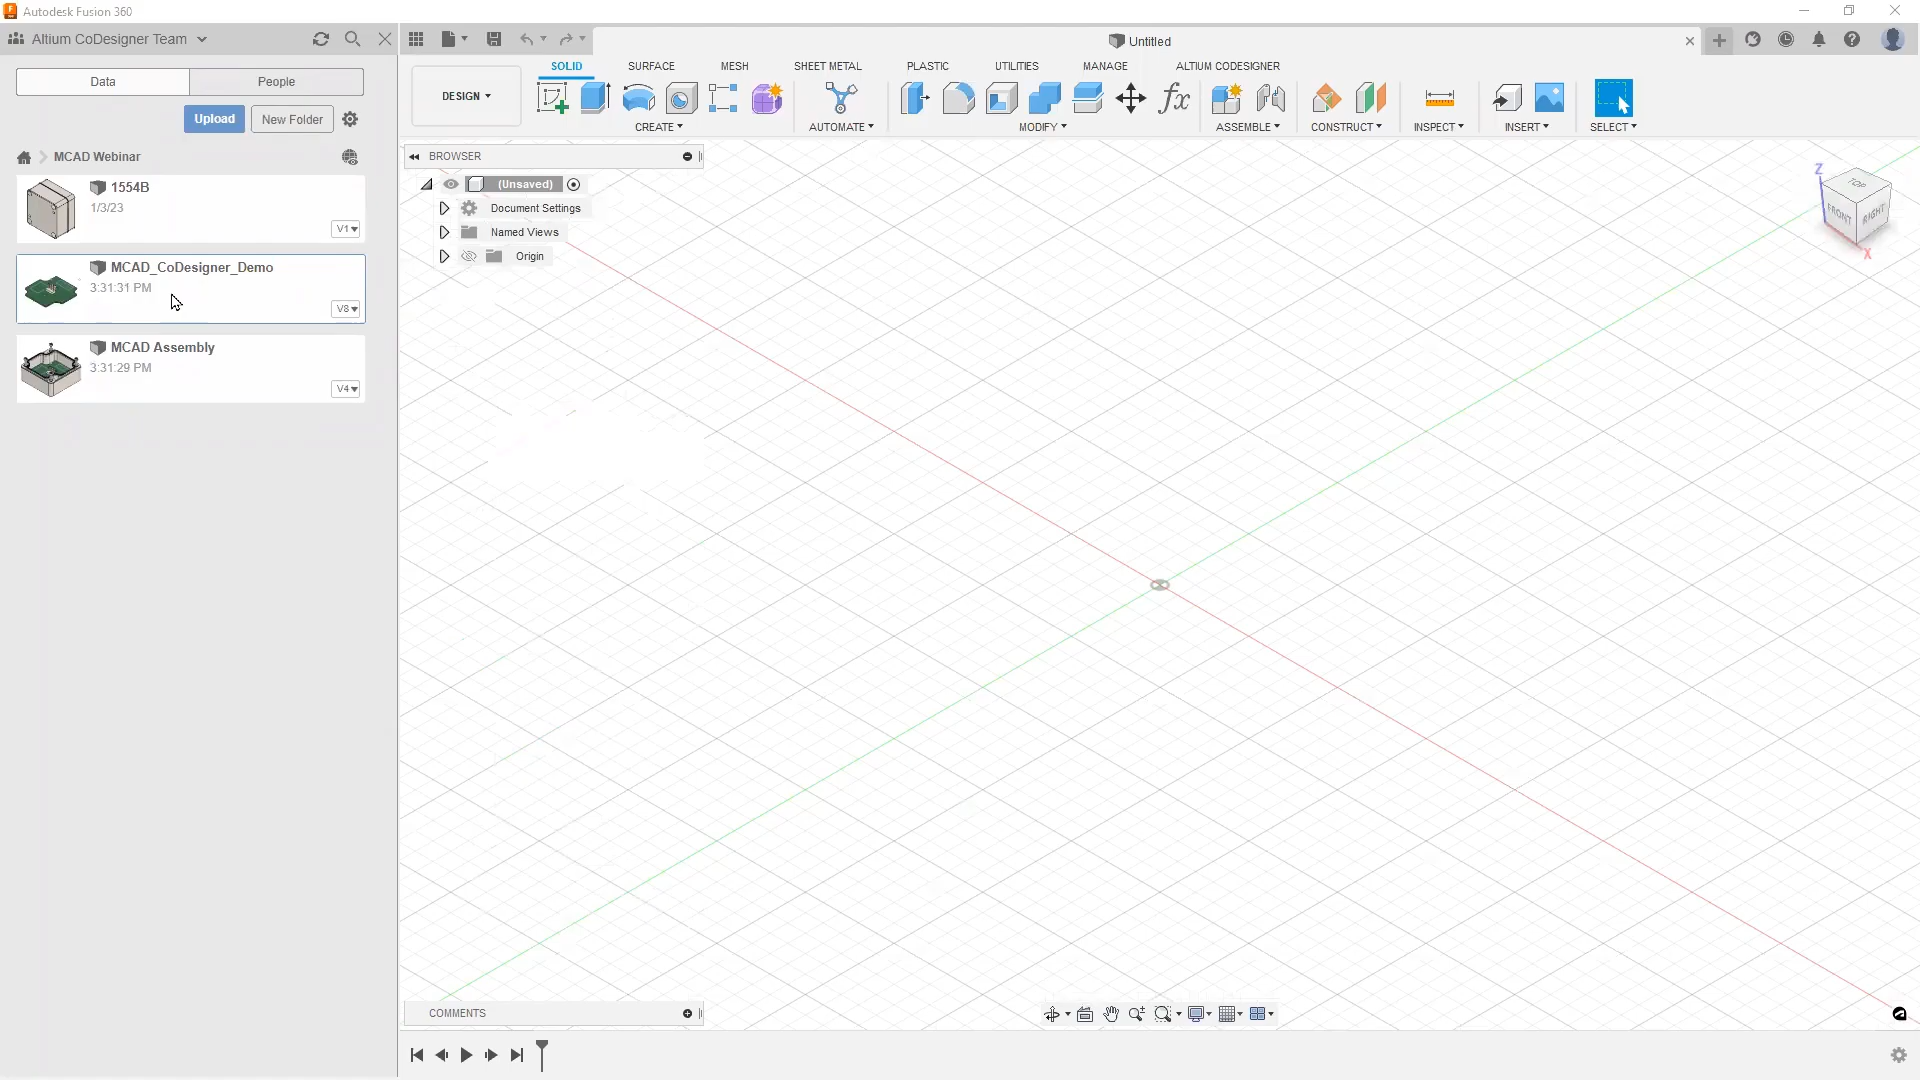 Autodesk Fusion 360
Altium CoDesigner Team
Untitled
Data People
Upload New Folder
MCAD Webinar
1554B
1/3/23
V1
MCAD_CoDesigner_Demo
3:31:31 PM
V8
MCAD Assembly
3:31:29 PM
V4
SOLID SURFACE MESH SHEET METAL PLASTIC UTILITIES MANAGE ALTIUM CODESIGNER
DESIGN
CREATE AUTOMATE MODIFY ASSEMBLE CONSTRUCT INSPECT INSERT SELECT
BROWSER
(Unsaved)
Document Settings
Named Views
Origin
Z
TOP
FRONT RIGHT
X
COMMENTS